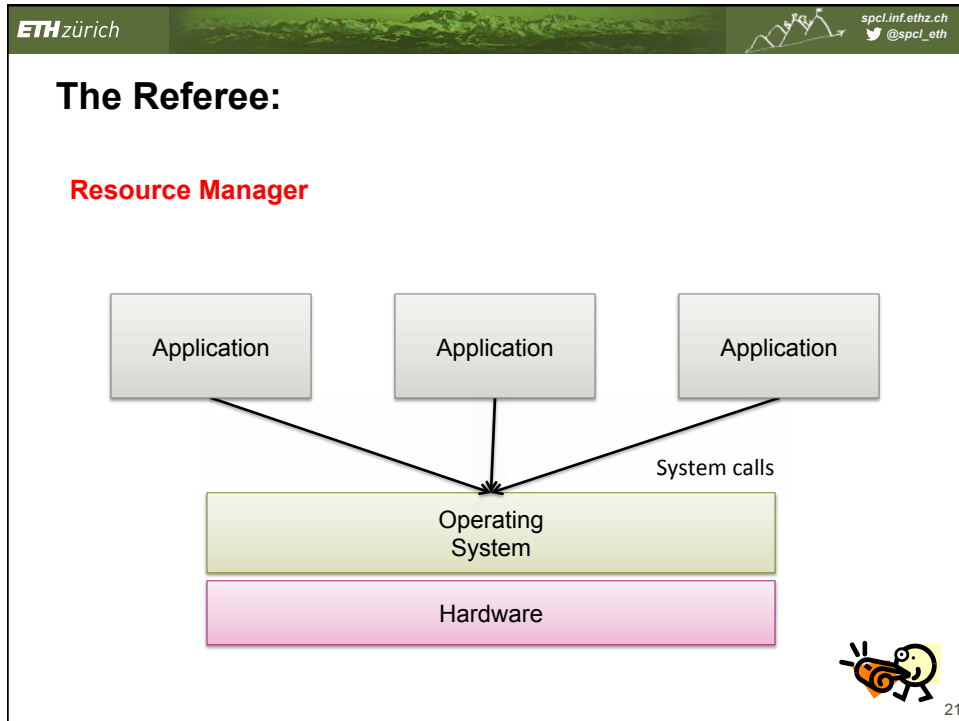 ETH zürich
spcl.inf.ethz.ch
@spcl_eth
The Referee:
Resource Manager
Application
Application
Application
System calls
Operating
System
Hardware
21